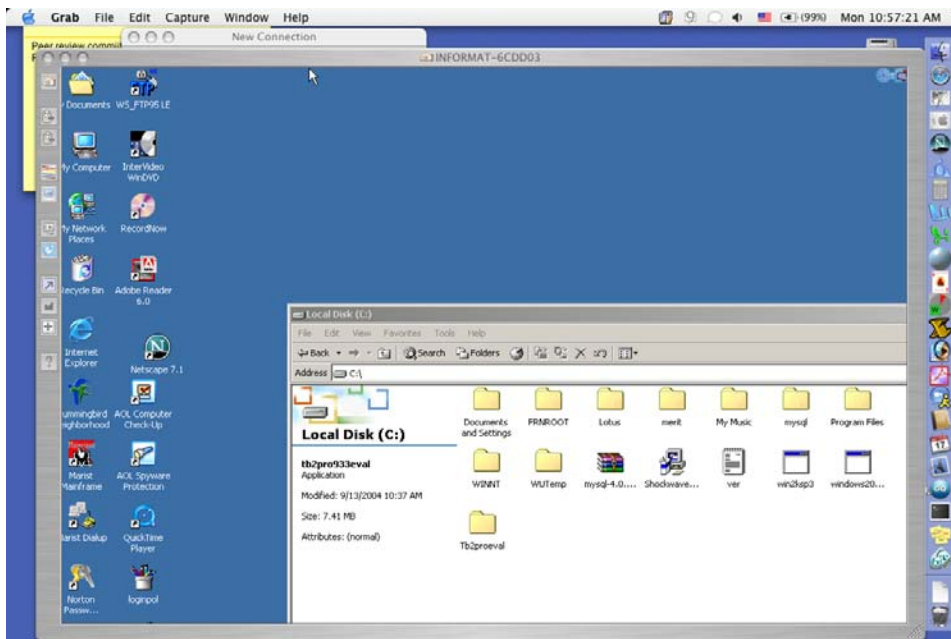 Grab File Edit Capture Window Help
(99%) Mon 10:57:21 AM
New Connection
Peer review commit
INFORMAT-6CDD03
Documents WS_FTP95 LE
My Computer InterVideo WinDVD
My Network Places RecordNow
Recycle Bin Adobe Reader 6.0
Internet Explorer Netscape 7.1
AOL Computer Check-Up
Marist Mainframe AOL Spyware Protection
Marist Dialup QuickTime Player
Norton Passw... loginpol
Local Disk (C:)
File Edit View Favorites Tools Help
Back Search Folders
Address C:\
Local Disk (C:)
tb2pro933eval
Application
Modified: 9/13/2004 10:37 AM
Size: 7.41 MB
Attributes: (normal)
Documents and Settings FRNROOT Lotus merit My Music mysql Program Files
WINNT WUTemp mysql-4.0.... Shockwave... ver win2ksp3 windows20...
Tb2proeval
17